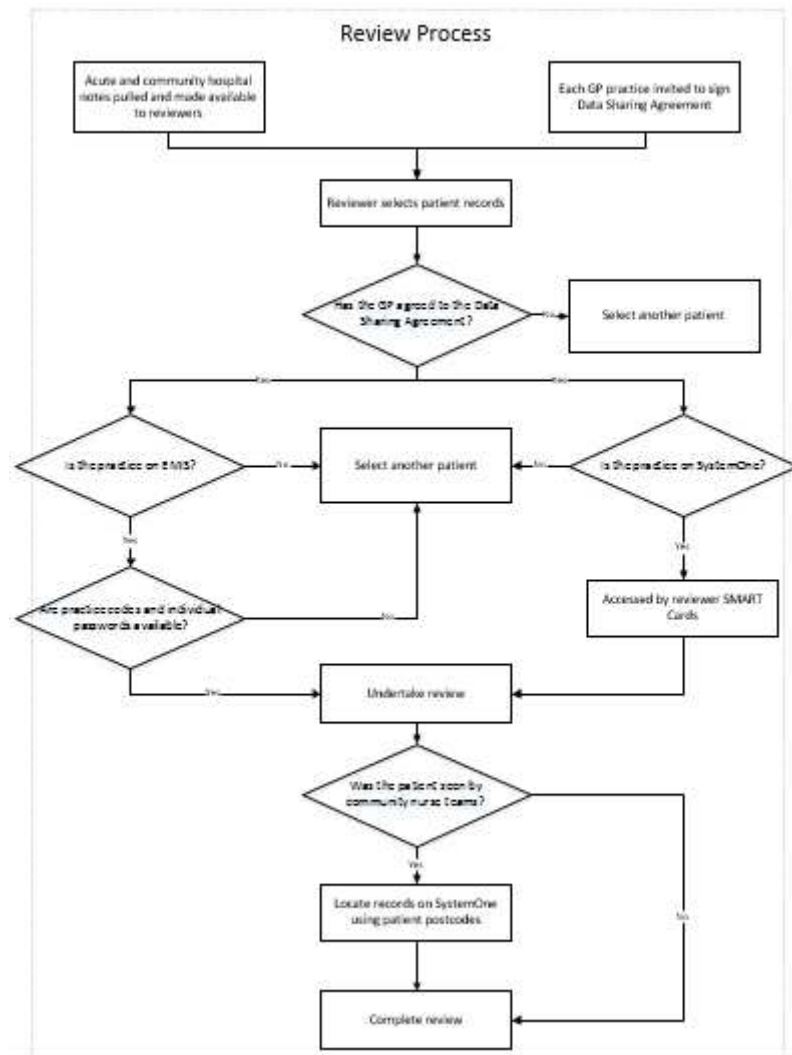 Review Process
Acute and community hospital
notes pulled and made available
to reviewers
Each GP practice invited to sign
Data Sharing Agreement
Reviewer selects patient records
Has the GP agreed to the Data
Sharing Agreement?
No
Select another patient
Yes
Yes
Is the practice on EMIS?
No
Select another patient
No
Is the practice on SystemOne?
Yes
Yes
Are practice codes and individual
passwords available?
No
Accessed by reviewer SMART
Cards
Yes
Undertake review
Was the patient seen by
community nurse teams?
Yes
No
Locate records on SystemOne
using patient postcodes
Complete review